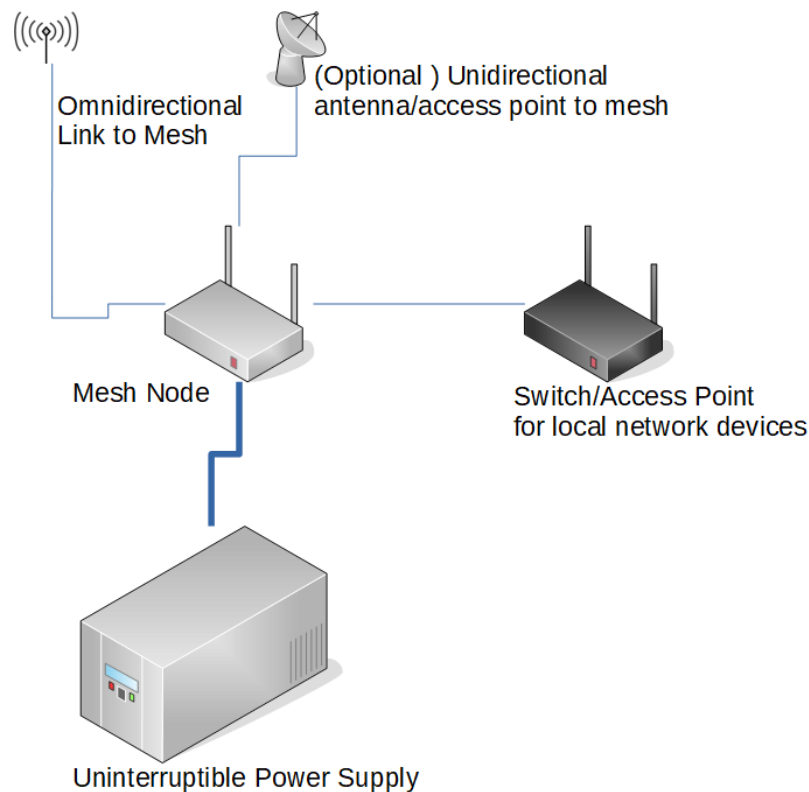 Omnidirectional
Link to Mesh
(Optional ) Unidirectional
antenna/access point to mesh
Mesh Node
Switch/Access Point
for local network devices
Uninterruptible Power Supply